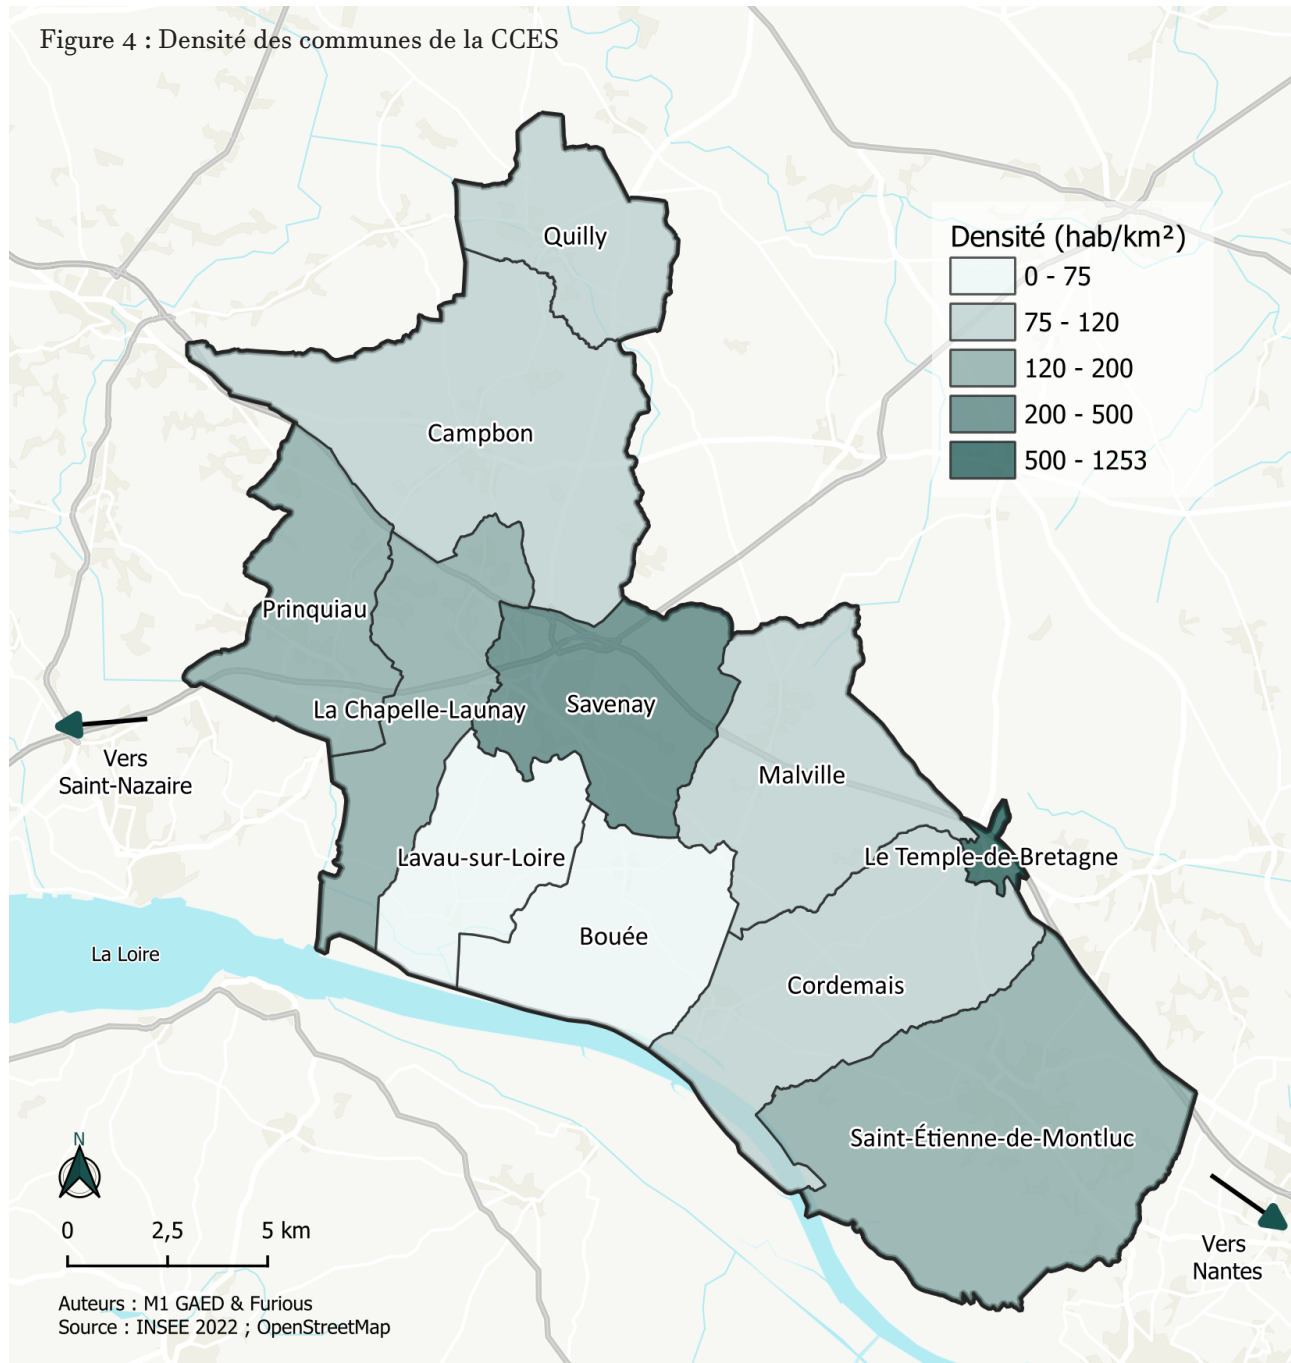 Figure 4 : Densité des communes de la CCES
Quilly
Densité (hab/km²)
0 - 75
75 - 120
120 - 200
200 - 500
500 - 1253
Campbon
Prinquiau
La Chapelle-Launay
Savenay
Vers
Saint-Nazaire
Malville
Lavau-sur-Loire
Le Temple-de-Bretagne
Bouée
La Loire
Cordemais
Saint-Étienne-de-Montluc
N
0 2,5 5 km
Vers
Nantes
Auteurs : M1 GAED & Furious
Source : INSEE 2022 ; OpenStreetMap